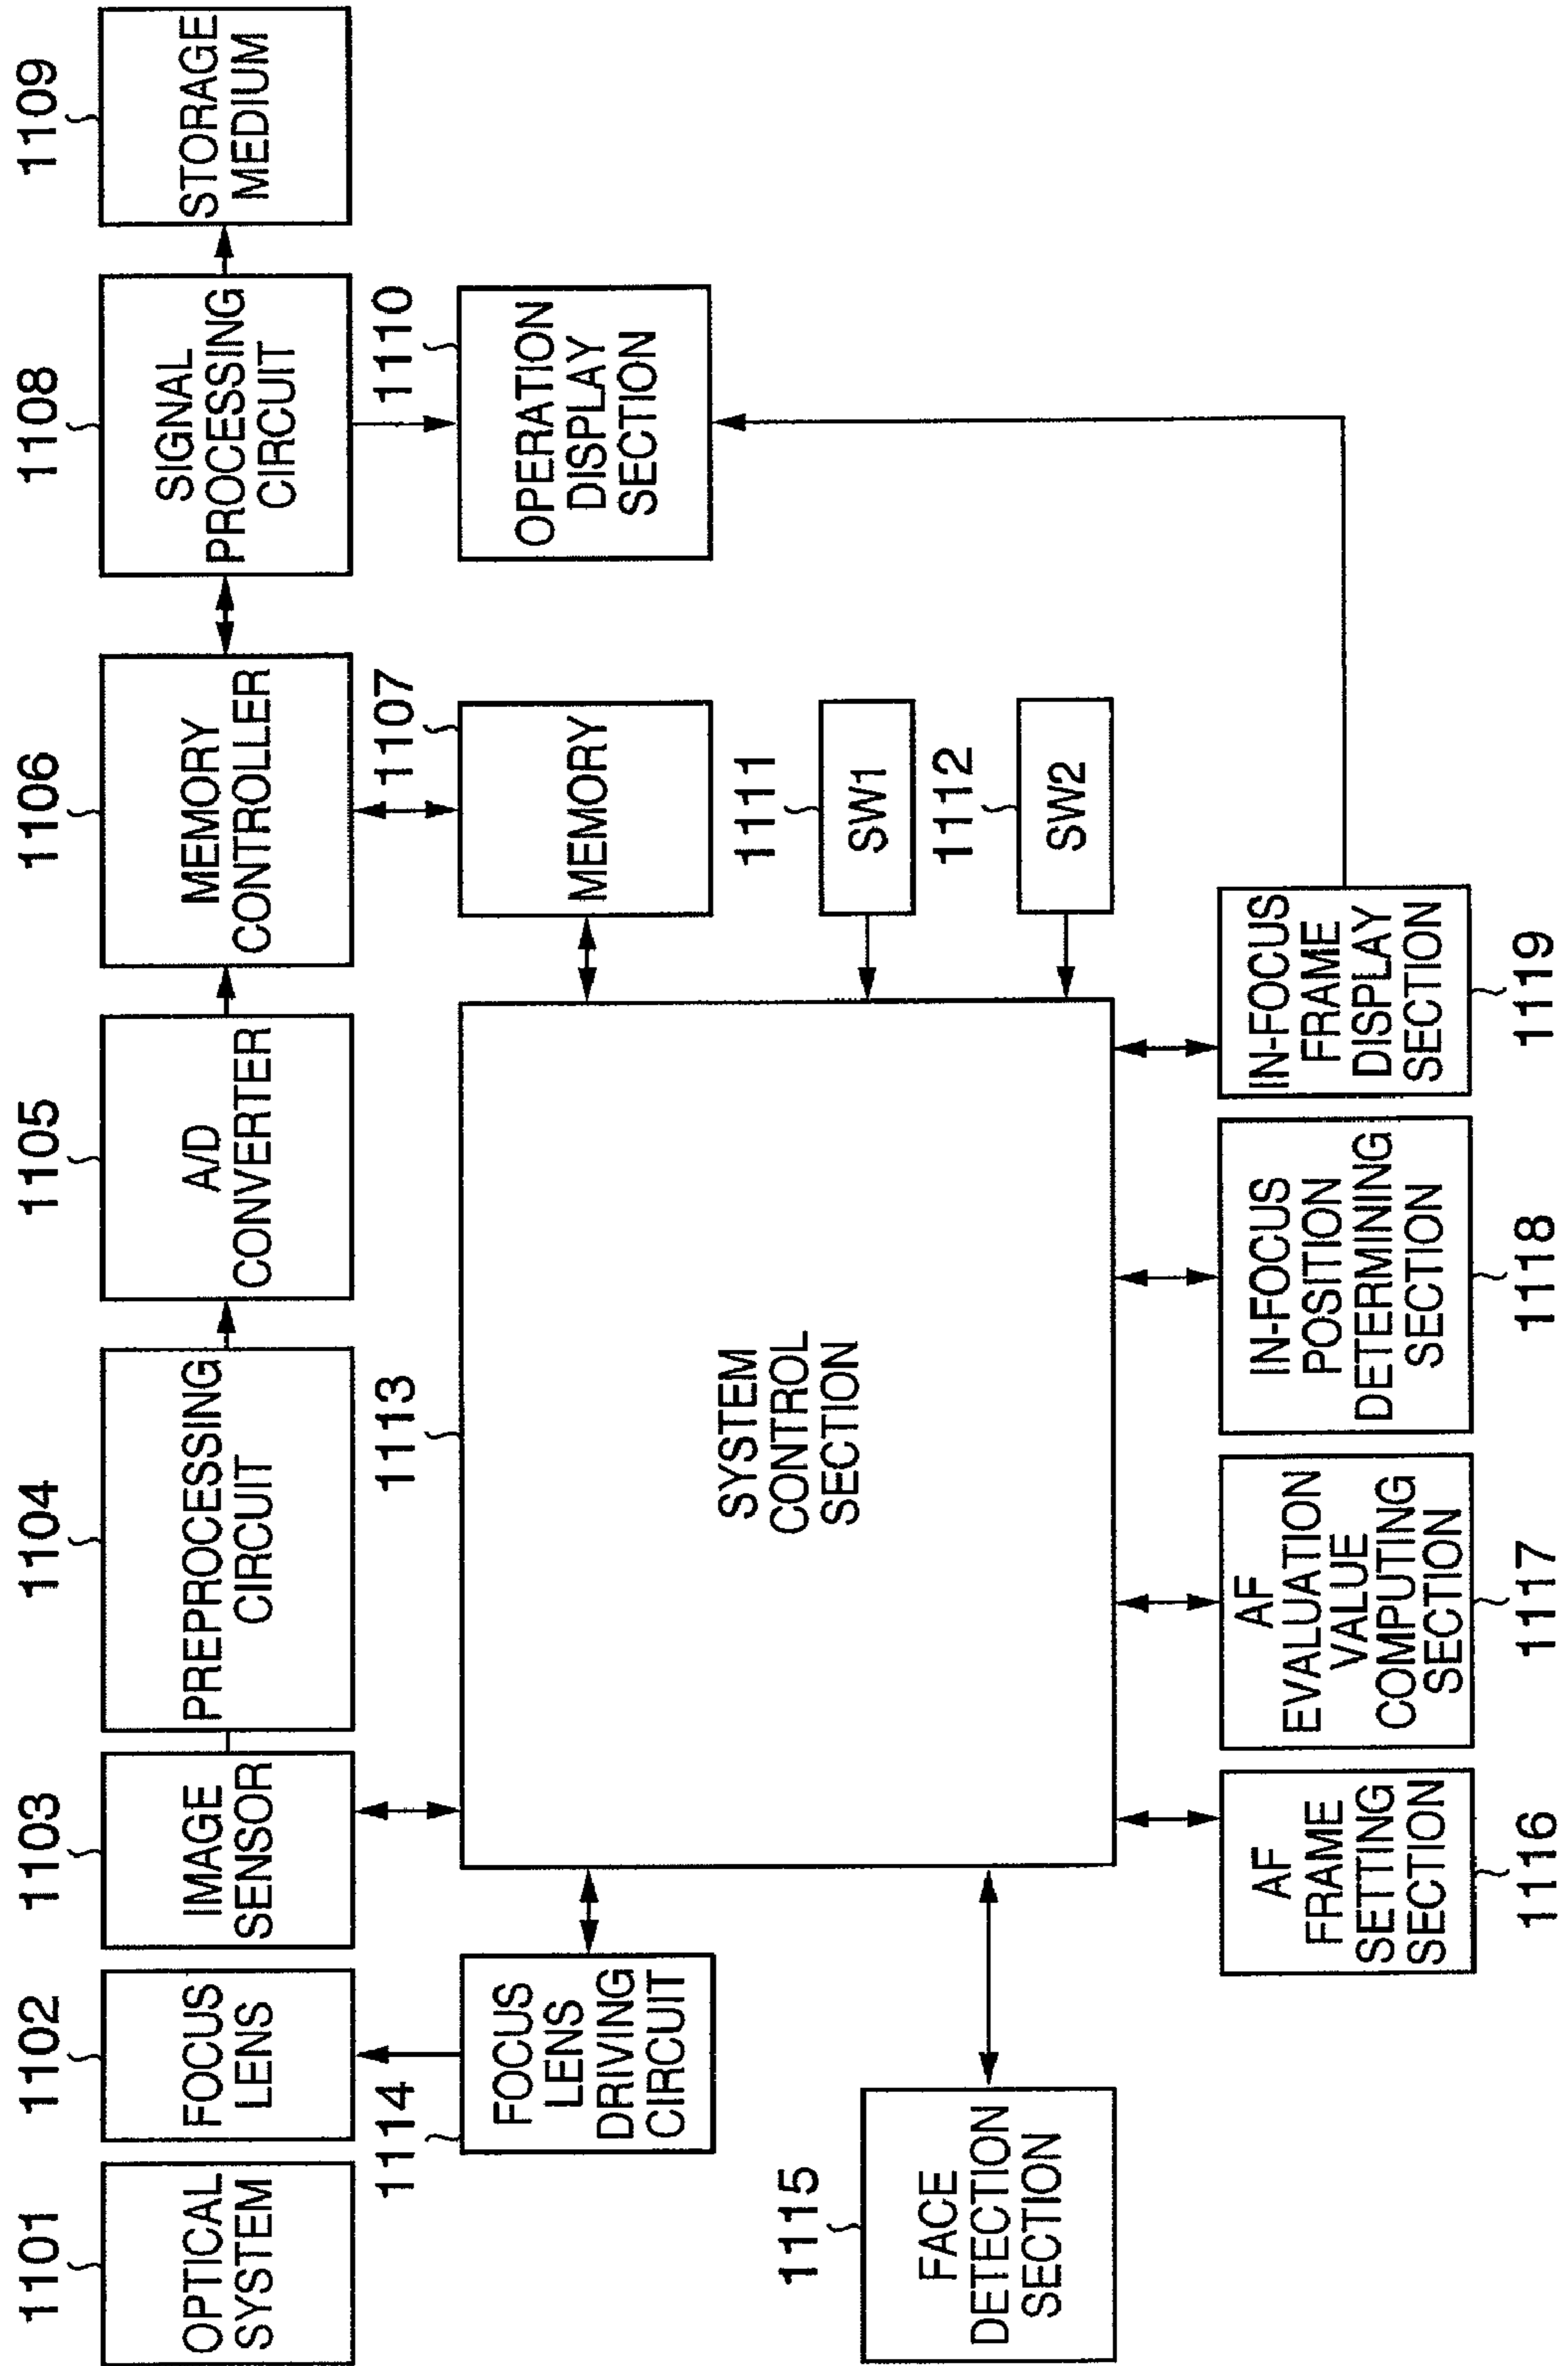 1101
OPTICAL
SYSTEM
1102
FOCUS
LENS
1103
IMAGE
SENSOR
1104
PREPROCESSING
CIRCUIT
1105
A/D
CONVERTER
1106
MEMORY
CONTROLLER
1108
SIGNAL
PROCESSING
CIRCUIT
1109
STORAGE
MEDIUM
1114
FOCUS
LENS
DRIVING
CIRCUIT
1113
SYSTEM
CONTROL
SECTION
1107
MEMORY
1110
OPERATION
DISPLAY
SECTION
1111
SW1
1112
SW2
1115
FACE
DETECTION
SECTION
AF
FRAME
SETTING
SECTION
1116
AF
EVALUATION
VALUE
COMPUTING
SECTION
1117
IN-FOCUS
POSITION
DETERMINING
SECTION
1118
IN-FOCUS
FRAME
DISPLAY
SECTION
1119